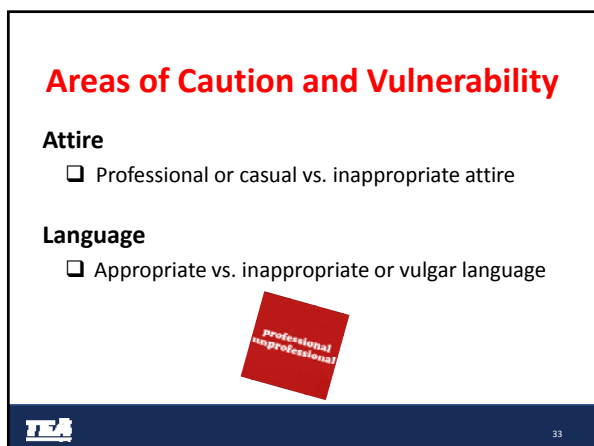 Areas of Caution and Vulnerability
Attire
❑ Professional or casual vs. inappropriate attire
Language
❑ Appropriate vs. inappropriate or vulgar language
professional
unprofessional
TEA
33